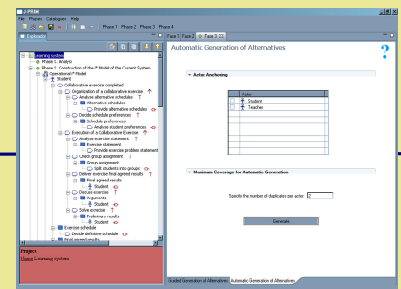 J-PRiM
File Phases Catalogues Help
Phase 1 Phase 2 Phase 3 Phase 4
Explorator
Fase 1 Fase 2 Fase 3
Learning system
Phase 1. Analysis
Phase 2. Construction of the i* Model of the Current System
Operational i* Model
Student
Collaborative exercise completed
Organization of a collaborative exercise
Analyse alternative schedules
Alternative schedules
Provide alternative schedules
Decide schedule preferences
Schedule preferences
Analyse student preferences
Execution of a Collaborative Exercise
Analyse exercise statement
Exercise statement
Provide exercise problem statement
Check group assignment
Group assignment
Split students into groups
Deliver exercise final agreed results
Final agreed results
Student
Discuss exercise
Arguments
Student
Solve exercise
Preliminary results
Student
Exercise schedule
Decide definitive schedule
Final agreed results
Project
Name: Learning system
Automatic Generation of Alternatives
?
Actor Anchoring
Actor
Student
Teacher
Maximum Coverage for Automatic Generation
Specify the number of duplicates per actor: 2
Generate
Guided Generation of Alternatives Automatic Generation of Alternatives